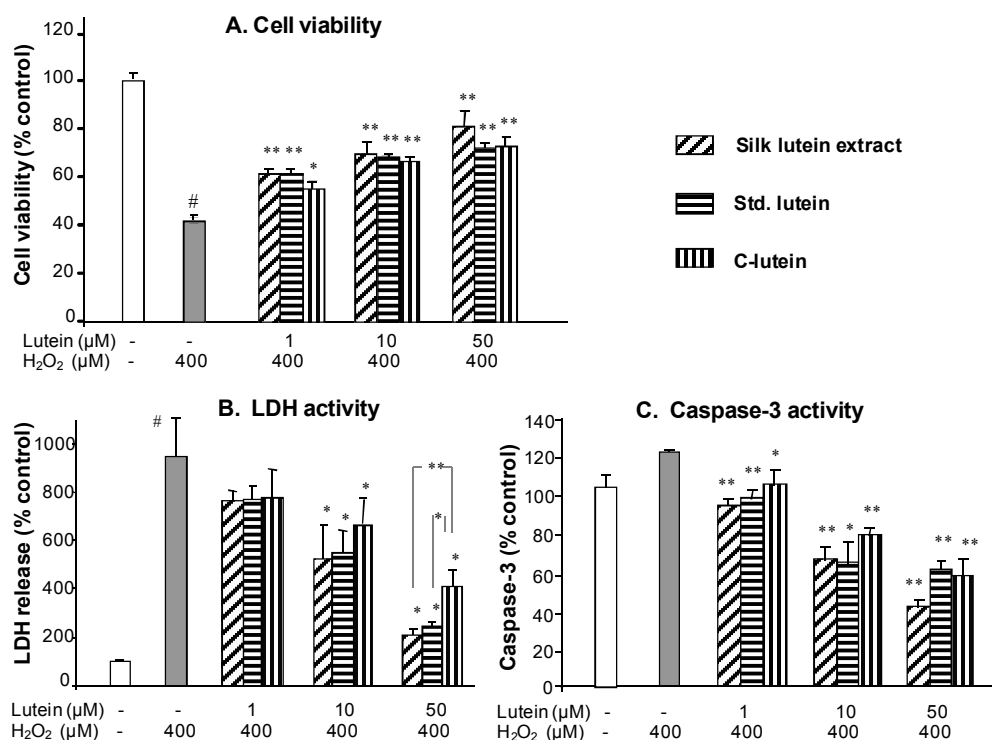 A. Cell viability
Cell viability (% control)
120
100
80
60
40
20
0
#
** ** *
** ** **
** ** **
Lutein (µM) - - 1 10 50
H₂O₂ (µM) - 400 400 400 400
Silk lutein extract
Std. lutein
C-lutein
B. LDH activity
LDH release (% control)
1000
800
600
400
200
0
#
* * *
**
*
* * *
Lutein (µM) - - 1 10 50
H₂O₂ (µM) - 400 400 400 400
C. Caspase-3 activity
Caspase-3 (% control)
140
120
100
80
60
40
20
0
** ** *
** * **
** ** **
Lutein (µM) - - 1 10 50
H₂O₂ (µM) - 400 400 400 400